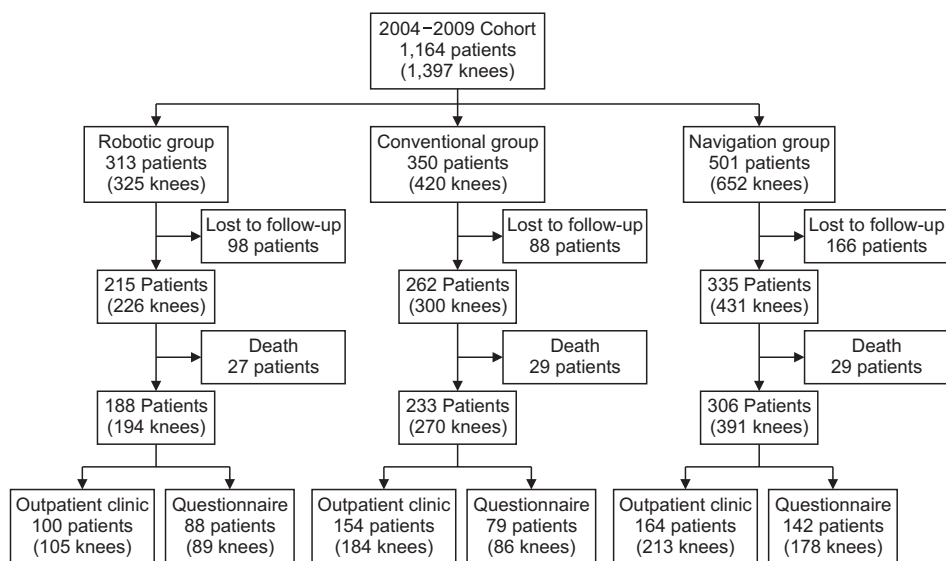 2004−2009 Cohort
1,164 patients
(1,397 knees)
Robotic group
313 patients
(325 knees)
Conventional group
350 patients
(420 knees)
Navigation group
501 patients
(652 knees)
Lost to follow-up
98 patients
Lost to follow-up
88 patients
Lost to follow-up
166 patients
215 Patients
(226 knees)
262 Patients
(300 knees)
335 Patients
(431 knees)
Death
27 patients
Death
29 patients
Death
29 patients
188 Patients
(194 knees)
233 Patients
(270 knees)
306 Patients
(391 knees)
Outpatient clinic
100 patients
(105 knees)
Questionnaire
88 patients
(89 knees)
Outpatient clinic
154 patients
(184 knees)
Questionnaire
79 patients
(86 knees)
Outpatient clinic
164 patients
(213 knees)
Questionnaire
142 patients
(178 knees)